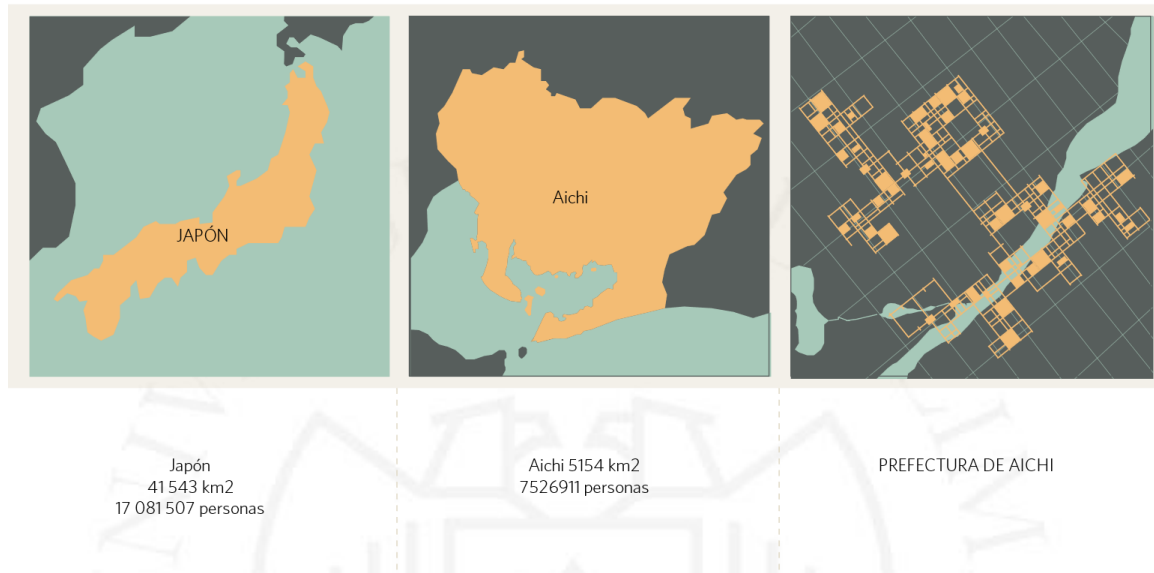 JAPÓN
Aichi
Japón
41 543 km2
17 081 507 personas
Aichi 5154 km2
7526911 personas
PREFECTURA DE AICHI